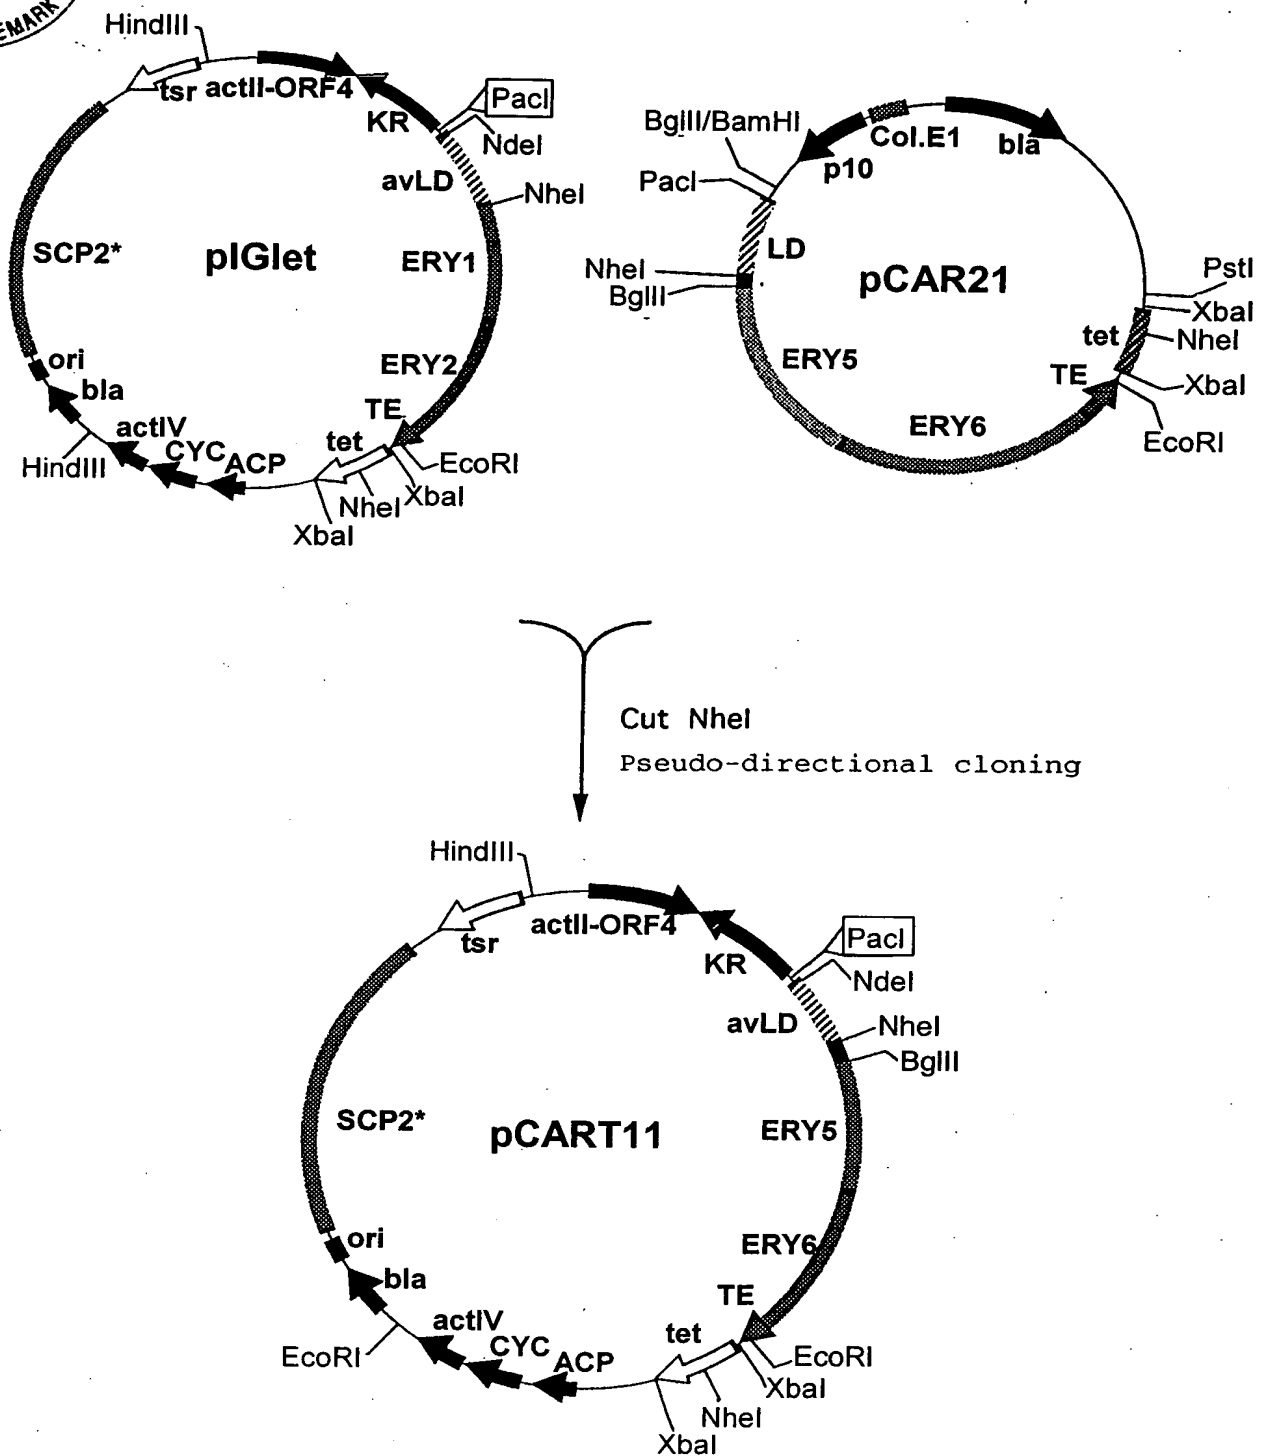 EMARK
HindIII
tsr
actII-ORF4
KR
PacI
NdeI
avLD
NheI
SCP2*
pIGlet
ERY1
ERY2
ori
bla
TE
tet
actIV
CYC
ACP
HindIII
EcoRI
XbaI
NheI
XbaI
BglII/BamHI
Col.E1
bla
p10
PacI
LD
NheI
BglII
pCAR21
PstI
XbaI
tet
NheI
TE
XbaI
ERY5
ERY6
EcoRI
Cut NheI
Pseudo-directional cloning
HindIII
tsr
actII-ORF4
KR
PacI
NdeI
avLD
NheI
BglII
SCP2*
pCART11
ERY5
ori
ERY6
bla
TE
actIV
tet
CYC
EcoRI
ACP
EcoRI
XbaI
NheI
XbaI